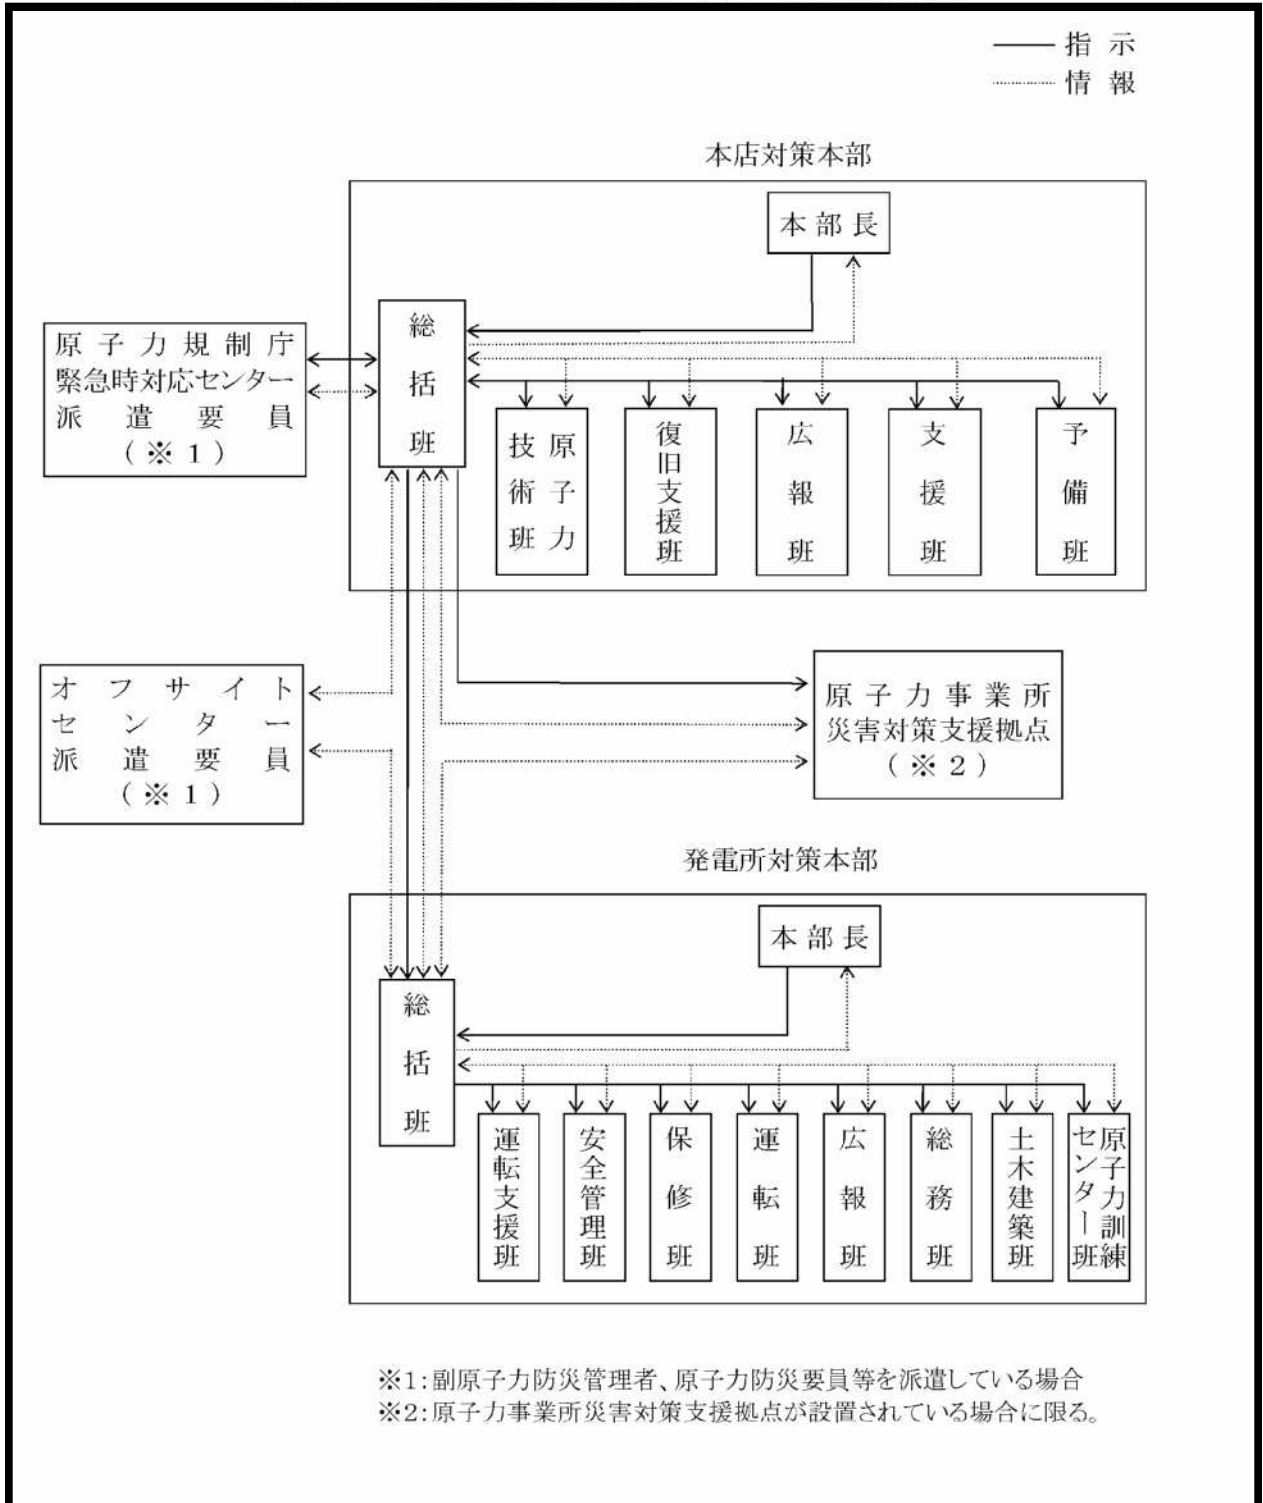 指示
情報
本店対策本部
本部長
総括班
原子力規制庁
緊急時対応センター
派遣要員
(※1)
原子力
技術班
復旧支援班
広報班
支援班
予備班
オフサイト
センター
派遣要員
(※1)
原子力事業所
災害対策支援拠点
(※2)
発電所対策本部
本部長
総括班
運転支援班
安全管理班
保修班
運転班
広報班
総務班
土木建築班
原子力訓練
センター班
※1:副原子力防災管理者、原子力防災要員等を派遣している場合
※2:原子力事業所災害対策支援拠点が設置されている場合に限る。